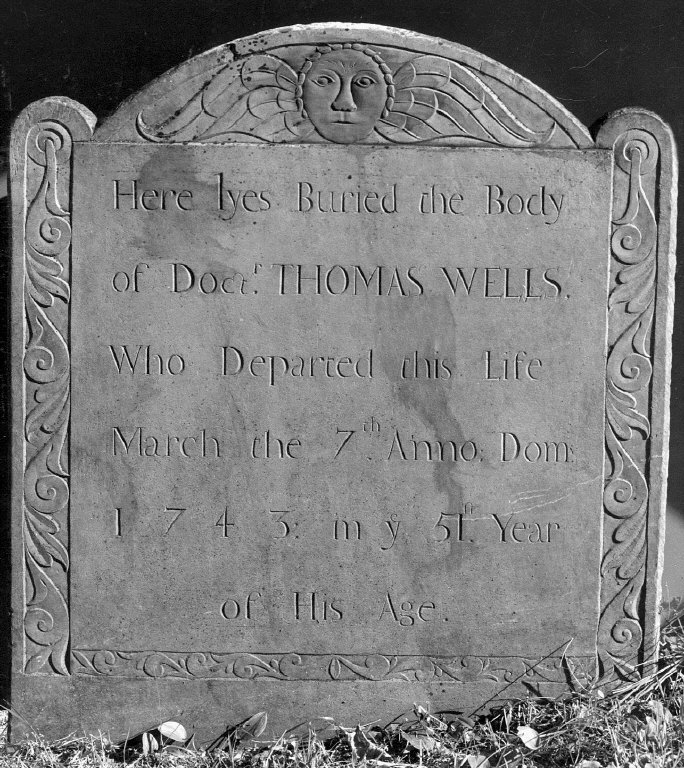 Here lyes Buried the Body
of Doctr. THOMAS WELLS.
Who Departed this Life
March the 7th. Anno: Dom:
1 7 4 3: in ye 51st. Year
of His Age.